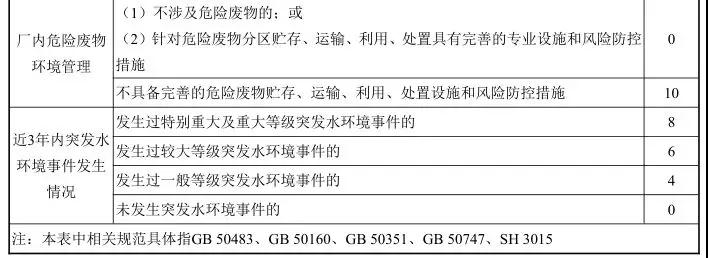 厂内危险废物
环境管理
（1）不涉及危险废物的；或
（2）针对危险废物分区贮存、运输、利用、处置具有完善的专业设施和风险防控
措施
0
不具备完善的危险废物贮存、运输、利用、处置设施和风险防控措施
10
近3年内突发水
环境事件发生
情况
发生过特别重大及重大等级突发水环境事件的
8
发生过较大等级突发水环境事件的
6
发生过一般等级突发水环境事件的
4
未发生突发水环境事件的
0
注：本表中相关规范具体指GB 50483、GB 50160、GB 50351、GB 50747、SH 3015